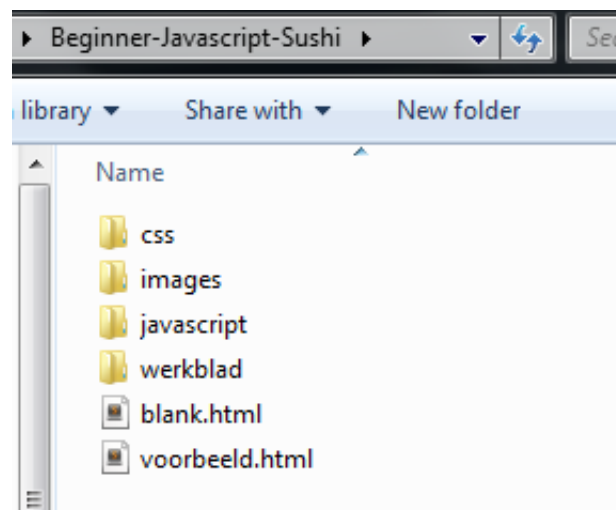 Beginner-Javascript-Sushi
library Share with New folder
Name
css
images
javascript
werkblad
blank.html
voorbeeld.html